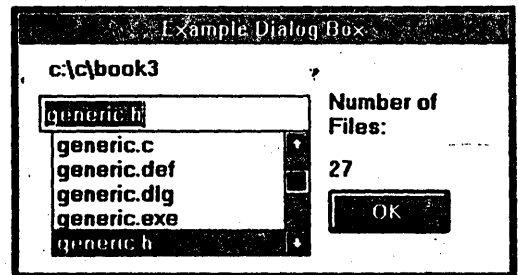 Example Dialog Box
c:\c\book3
generic.h
Number of
Files:
generic.c
generic.def
27
generic.dlg
generic.exe
OK
generic.h